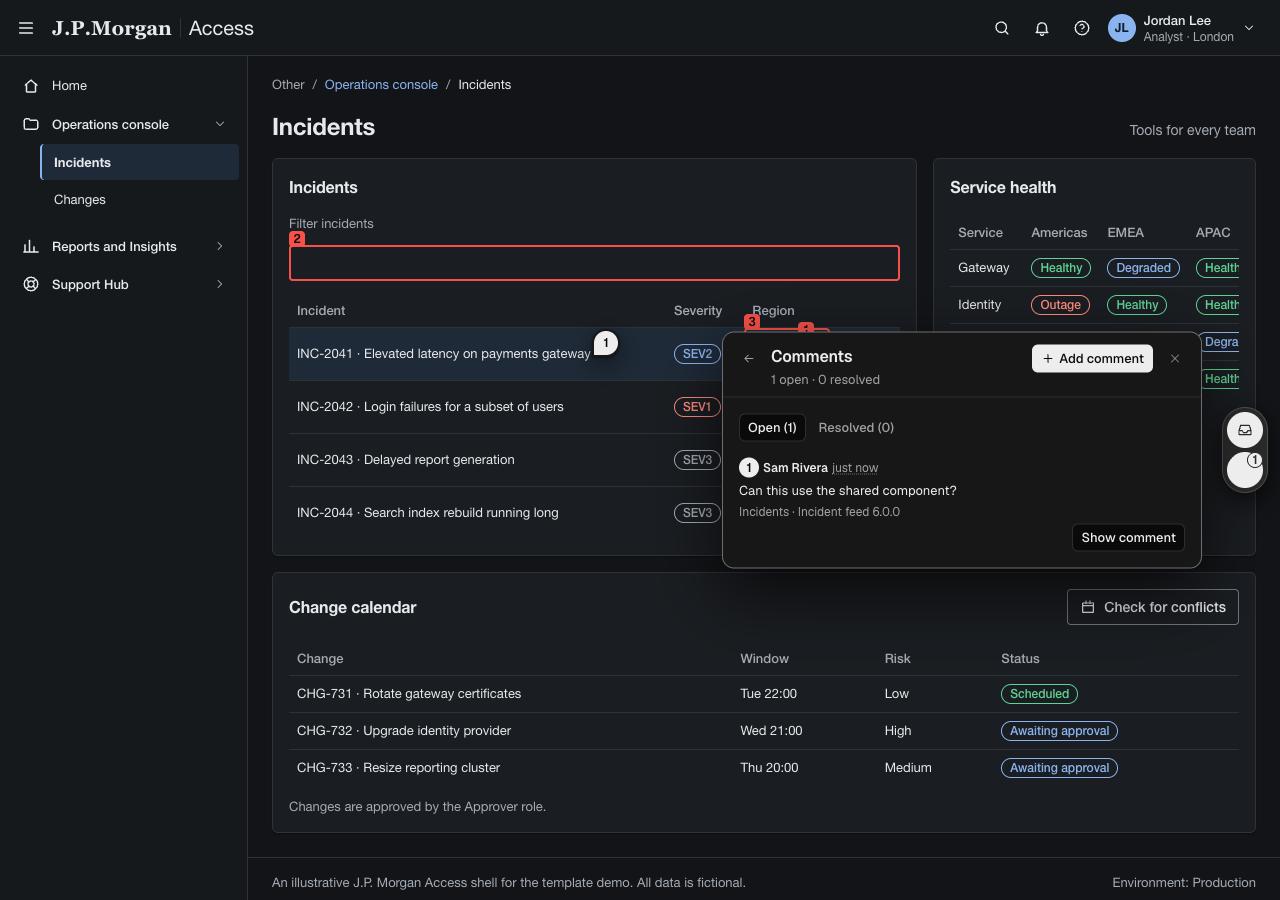 J.P.Morgan Access
JL
Jordan Lee
Analyst · London
Home
Operations console
Incidents
Changes
Reports and Insights
Support Hub
Other / Operations console / Incidents
Incidents
Tools for every team
Incidents
Filter incidents
2
Incident Severity Region
3
INC-2041 · Elevated latency on payments gateway
1
SEV2
INC-2042 · Login failures for a subset of users
SEV1
INC-2043 · Delayed report generation
SEV3
INC-2044 · Search index rebuild running long
SEV3
Service health
Service Americas EMEA APAC
Gateway Healthy Degraded Health
Identity Outage Healthy Health
Degra
Health
Comments
1 open · 0 resolved
Add comment
Open (1)
Resolved (0)
1 Sam Rivera just now
Can this use the shared component?
Incidents · Incident feed 6.0.0
Show comment
1
Change calendar
Check for conflicts
Change Window Risk Status
CHG-731 · Rotate gateway certificates Tue 22:00 Low Scheduled
CHG-732 · Upgrade identity provider Wed 21:00 High Awaiting approval
CHG-733 · Resize reporting cluster Thu 20:00 Medium Awaiting approval
Changes are approved by the Approver role.
An illustrative J.P. Morgan Access shell for the template demo. All data is fictional.
Environment: Production